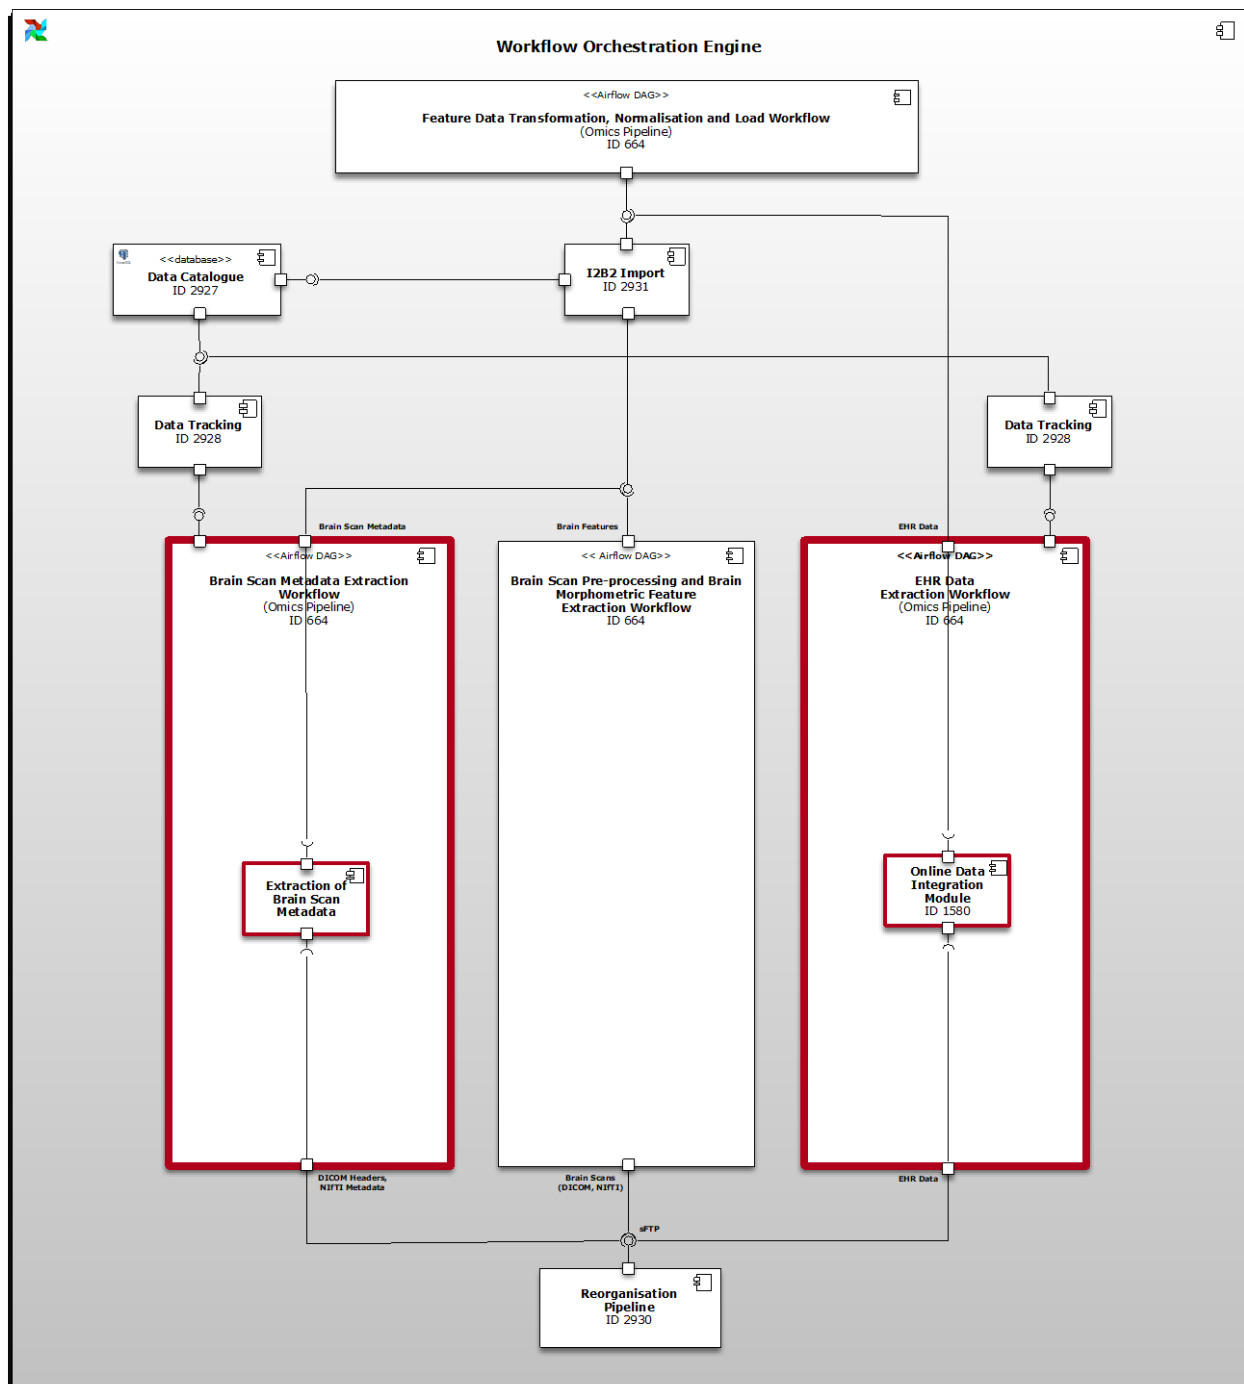 Workflow Orchestration Engine
<<Airflow DAG>>
Feature Data Transformation, Normalisation and Load Workflow
(Omics Pipeline)
ID 664
<<database>>
Data Catalogue
ID 2927
I2B2 Import
ID 2931
Data Tracking
ID 2928
Data Tracking
ID 2928
Brain Scan Metadata
Brain Features
EHR Data
<<Airflow DAG>>
Brain Scan Metadata Extraction
Workflow
(Omics Pipeline)
ID 664
<< Airflow DAG>>
Brain Scan Pre-processing and Brain
Morphometric Feature
Extraction Workflow
ID 664
<<Airflow DAG>>
EHR Data
Extraction Workflow
(Omics Pipeline)
ID 664
Extraction of
Brain Scan
Metadata
Online Data
Integration
Module
ID 1580
DICOM Headers,
NIfTI Metadata
Brain Scans
(DICOM, NIfTI)
EHR Data
sFTP
Reorganisation
Pipeline
ID 2930